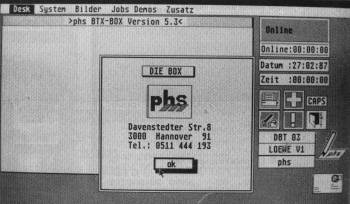 Desk System Bilder Jobs Demos Zusatz
>phs BTX-BOX Version 5.3<
DIE BOX
phs
Davenstedter Str.8
3000 Hannover 91
Tel.: 0511 444 193
ok
Online
Online:00:00:00
Datum :27:02:87
Zeit :00:00:00
CAPS
DBT 03
LOEWE V1
phs
phs